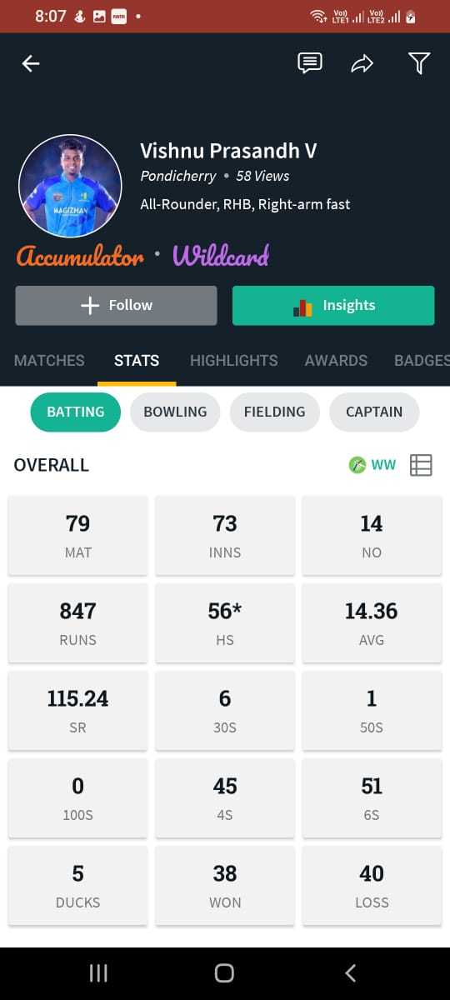 8:07 paytm Vo)) LTE1 Vo)) LTE2
Vishnu Prasandh V
Pondicherry • 58 Views
All-Rounder, RHB, Right-arm fast
MAGIZHAN
Accumulator • Wildcard
+ Follow Insights
MATCHES STATS HIGHLIGHTS AWARDS BADGES
BATTING BOWLING FIELDING CAPTAIN
OVERALL WW
79 73 14
MAT INNS NO
847 56* 14.36
RUNS HS AVG
115.24 6 1
SR 30S 50S
0 45 51
100S 4S 6S
5 38 40
DUCKS WON LOSS